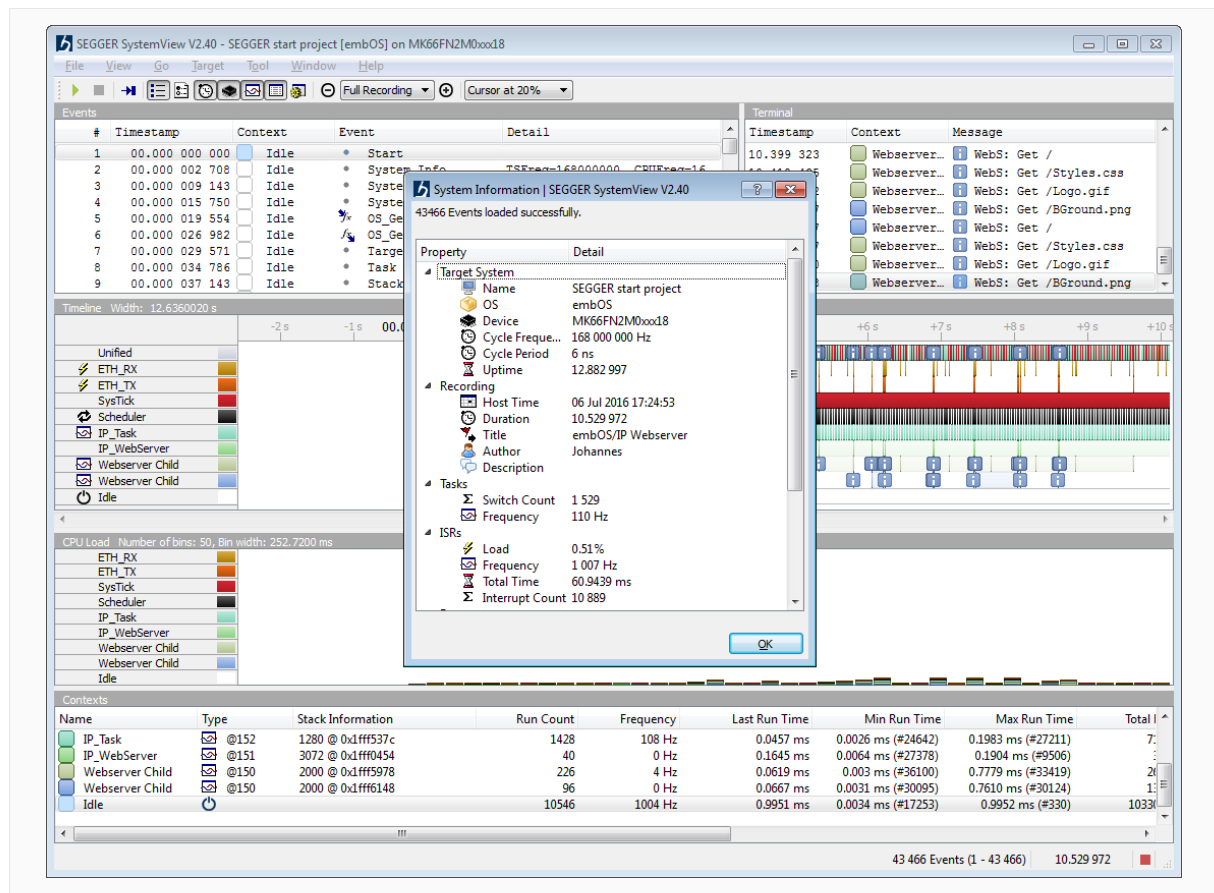 SEGGER SystemView V2.40 - SEGGER start project [embOS] on MK66FN2M0xxx18
File View Go Target Tool Window Help
Full Recording Cursor at 20%
Events
# Timestamp Context Event Detail
1 00.000 000 000 Idle Start
2 00.000 002 708 Idle System Info TSFreq=168000000, CPUFreq=16
3 00.000 009 143 Idle Syste
4 00.000 015 750 Idle Syste
5 00.000 019 554 Idle OS_Ge
6 00.000 026 982 Idle OS_Ge
7 00.000 029 571 Idle Targe
8 00.000 034 786 Idle Task
9 00.000 037 143 Idle Stack
Terminal
Timestamp Context Message
10.399 323 Webserver... WebS: Get /
Webserver... WebS: Get /Styles.css
Webserver... WebS: Get /Logo.gif
Webserver... WebS: Get /BGround.png
Webserver... WebS: Get /
Webserver... WebS: Get /Styles.css
Webserver... WebS: Get /Logo.gif
Webserver... WebS: Get /BGround.png
System Information | SEGGER SystemView V2.40
43466 Events loaded successfully.
Property Detail
Target System
Name SEGGER start project
OS embOS
Device MK66FN2M0xxx18
Cycle Freque... 168 000 000 Hz
Cycle Period 6 ns
Uptime 12.882 997
Recording
Host Time 06 Jul 2016 17:24:53
Duration 10.529 972
Title embOS/IP Webserver
Author Johannes
Description
Tasks
Switch Count 1 529
Frequency 110 Hz
ISRs
Load 0.51%
Frequency 1 007 Hz
Total Time 60.9439 ms
Interrupt Count 10 889
OK
Timeline Width: 12.6360020 s
-2 s -1 s 00.0 +6 s +7 s +8 s +9 s +10 s
Unified
ETH_RX
ETH_TX
SysTick
Scheduler
IP_Task
IP_WebServer
Webserver Child
Webserver Child
Idle
CPU Load Number of bins: 50, Bin width: 252.7200 ms
ETH_RX
ETH_TX
SysTick
Scheduler
IP_Task
IP_WebServer
Webserver Child
Webserver Child
Idle
Contexts
Name Type Stack Information Run Count Frequency Last Run Time Min Run Time Max Run Time Total
IP_Task @152 1280 @ 0x1fff537c 1428 108 Hz 0.0457 ms 0.0026 ms (#24642) 0.1983 ms (#27211)
IP_WebServer @151 3072 @ 0x1fff0454 40 0 Hz 0.1645 ms 0.0064 ms (#27378) 0.1904 ms (#9506)
Webserver Child @150 2000 @ 0x1fff5978 226 4 Hz 0.0619 ms 0.003 ms (#36100) 0.7779 ms (#33419)
Webserver Child @150 2000 @ 0x1fff6148 96 0 Hz 0.0667 ms 0.0031 ms (#30095) 0.7610 ms (#30124)
Idle 10546 1004 Hz 0.9951 ms 0.0034 ms (#17253) 0.9952 ms (#330) 1033
43 466 Events (1 - 43 466) 10.529 972